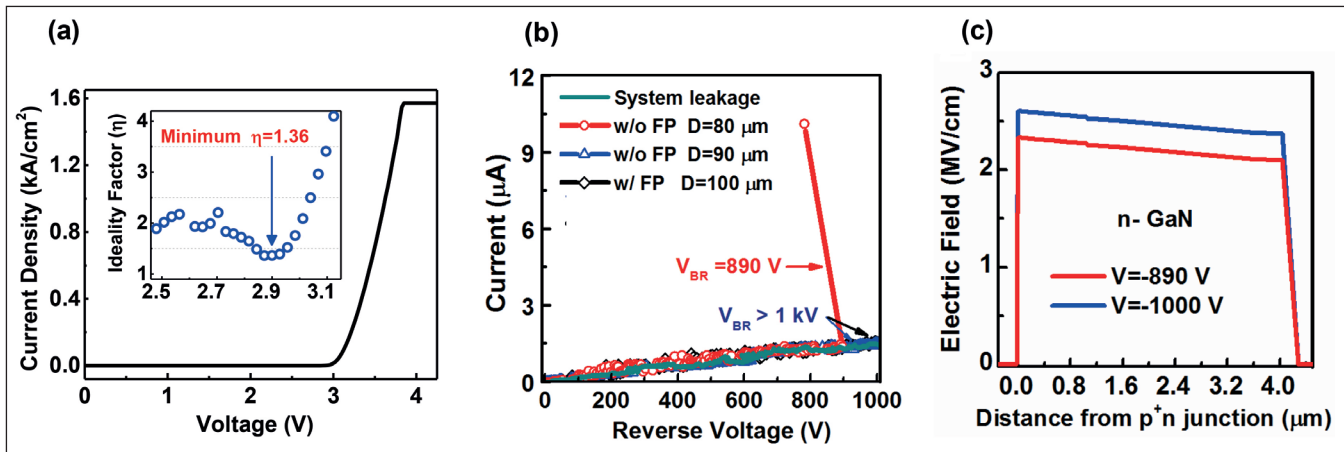 (a)
Current Density (kA/cm²)
1.6
1.2
0.8
0.4
0.0
0
1
2
3
4
Voltage (V)
Ideality Factor (η)
4
3
2
1
Minimum η=1.36
2.5
2.7
2.9
3.1
(b)
Current (μA)
12
9
6
3
0
System leakage
w/o FP D=80 μm
w/o FP D=90 μm
w/ FP D=100 μm
V_BR =890 V
V_BR > 1 kV
0
200
400
600
800
1000
Reverse Voltage (V)
(c)
Electric Field (MV/cm)
3
2
1
0
n- GaN
V=-890 V
V=-1000 V
0.0
0.8
1.6
2.4
3.2
4.0
Distance from p⁺n junction (μm)